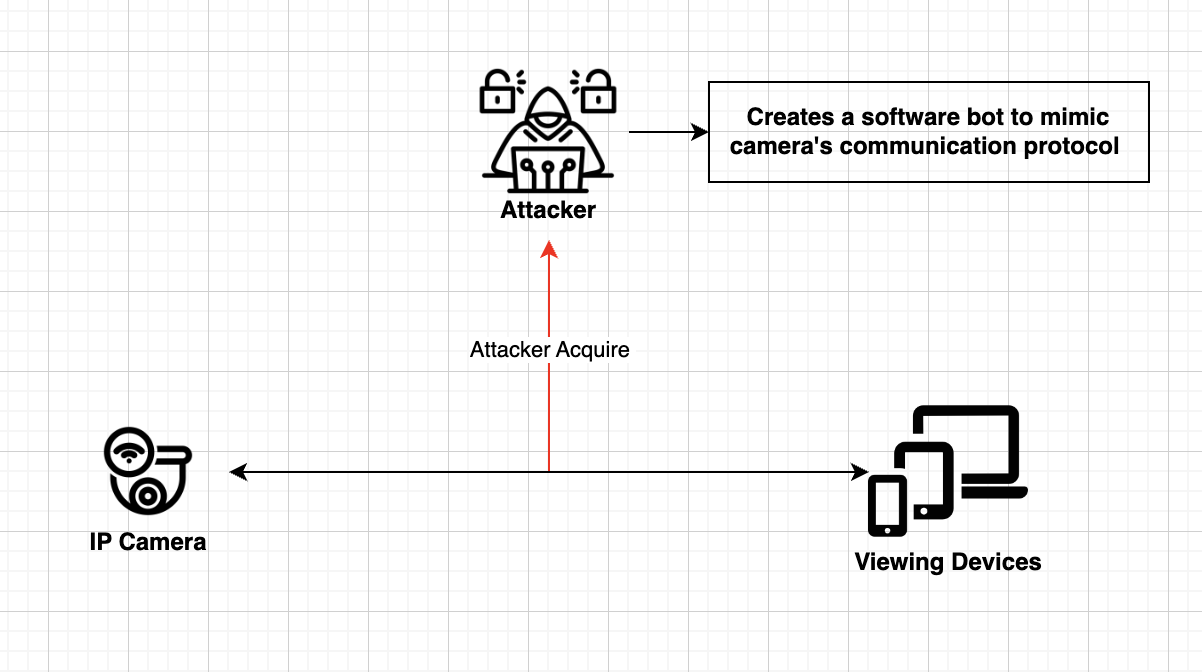 Creates a software bot to mimic
camera's communication protocol
Attacker
Attacker Acquire
IP Camera
Viewing Devices